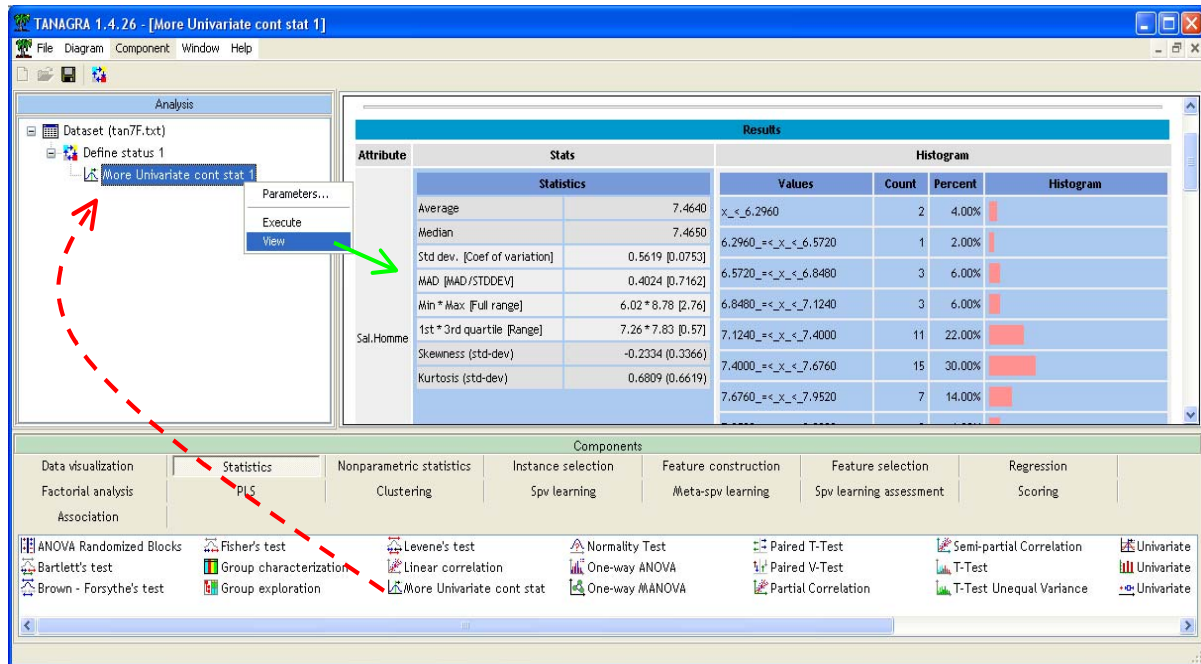 TANAGRA 1.4.26 - [More Univariate cont stat 1]
File Diagram Component Window Help
Analysis
Dataset (tan7F.txt)
Define status 1
More Univariate cont stat 1
Parameters...
Execute
View
Results
Attribute Stats Histogram
Statistics
Values Count Percent Histogram
Sal.Homme
Average 7.4640
Median 7.4650
Std dev. [Coef of variation] 0.5619 [0.0753]
MAD [MAD/STDDEV] 0.4024 [0.7162]
Min * Max [Full range] 6.02 * 8.78 [2.76]
1st * 3rd quartile [Range] 7.26 * 7.83 [0.57]
Skewness (std-dev) -0.2334 (0.3366)
Kurtosis (std-dev) 0.6809 (0.6619)
x_<_6.2960 2 4.00%
6.2960_=<_x_<_6.5720 1 2.00%
6.5720_=<_x_<_6.8480 3 6.00%
6.8480_=<_x_<_7.1240 3 6.00%
7.1240_=<_x_<_7.4000 11 22.00%
7.4000_=<_x_<_7.6760 15 30.00%
7.6760_=<_x_<_7.9520 7 14.00%
Components
Data visualization Statistics Nonparametric statistics Instance selection Feature construction Feature selection Regression
Factorial analysis PLS Clustering Spv learning Meta-spv learning Spv learning assessment Scoring
Association
ANOVA Randomized Blocks Fisher's test Levene's test Normality Test Paired T-Test Semi-partial Correlation Univariate
Bartlett's test Group characterization Linear correlation One-way ANOVA Paired V-Test T-Test Univariate
Brown - Forsythe's test Group exploration More Univariate cont stat One-way MANOVA Partial Correlation T-Test Unequal Variance Univariate